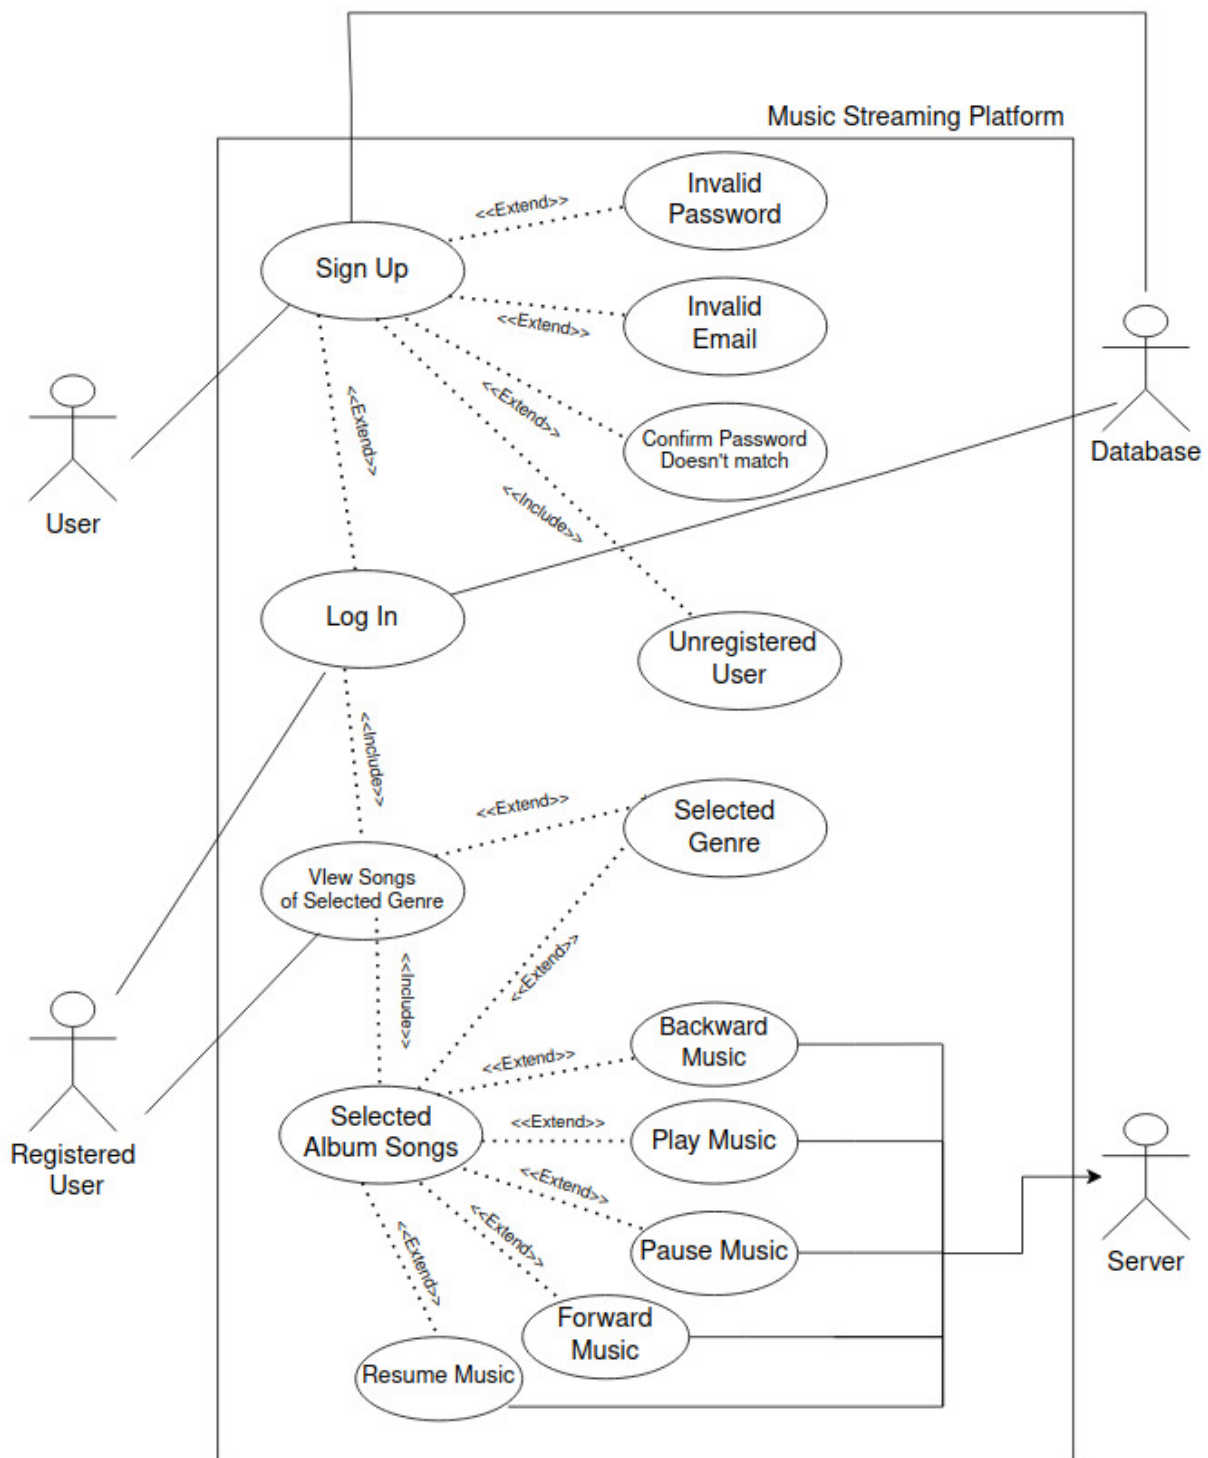 Music Streaming Platform
Invalid
Password
<<Extend>>
Sign Up
Invalid
Email
<<Extend>>
<<Extend>>
<<Extend>>
Confirm Password
Doesn't match
Database
User
<<Include>>
Log In
Unregistered
User
<<Include>>
<<Extend>>
Selected
Genre
VIew Songs
of Selected Genre
<<Extend>>
<<Include>>
Backward
Music
<<Extend>>
Registered
User
Selected
Album Songs
<<Extend>>
Play Music
<<Extend>>
<<Extend>>
<<Extend>>
Pause Music
Server
Forward
Music
Resume Music